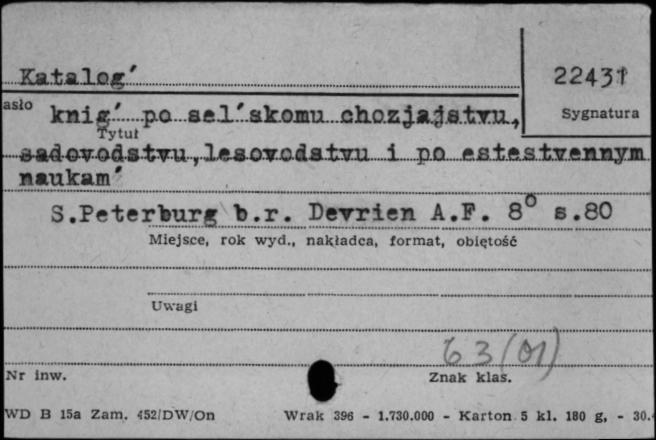 Katalog′
22431
asło
knig′ po sel′skomu chozjajstvu,
Sygnatura
Tytuł
sadovodstvu,lesovodstvu i po estestvennym
naukam′
S.Peterburg b.r. Devrien A.F. 8° s.80
Miejsce, rok wyd., nakładca, format, objętość
Uwagi
63(01)
Nr inw.
Znak klas.
WD B 15a Zam. 452/DW/On Wrak 396 - 1.730.000 - Karton 5 kl. 180 g, - 30.